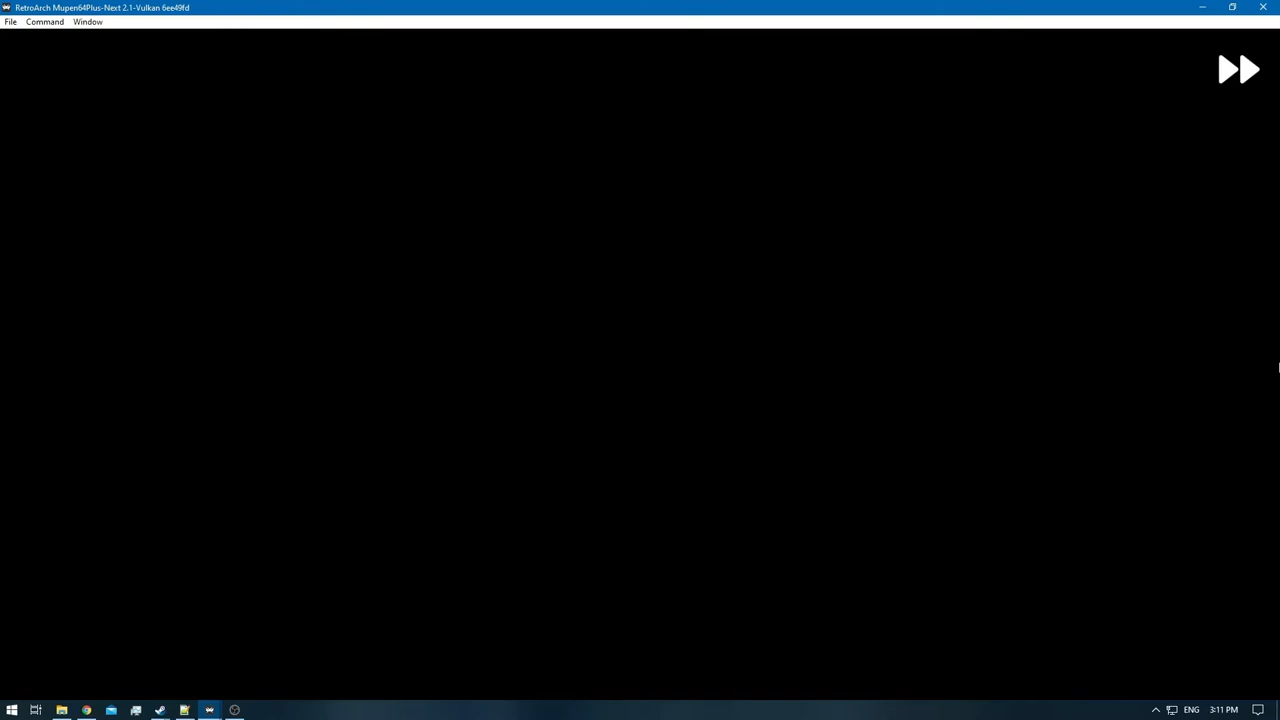 RetroArch Mupen64Plus-Next 2.1-Vulkan 6ee49fd
File Command Window
ENG 3:11 PM